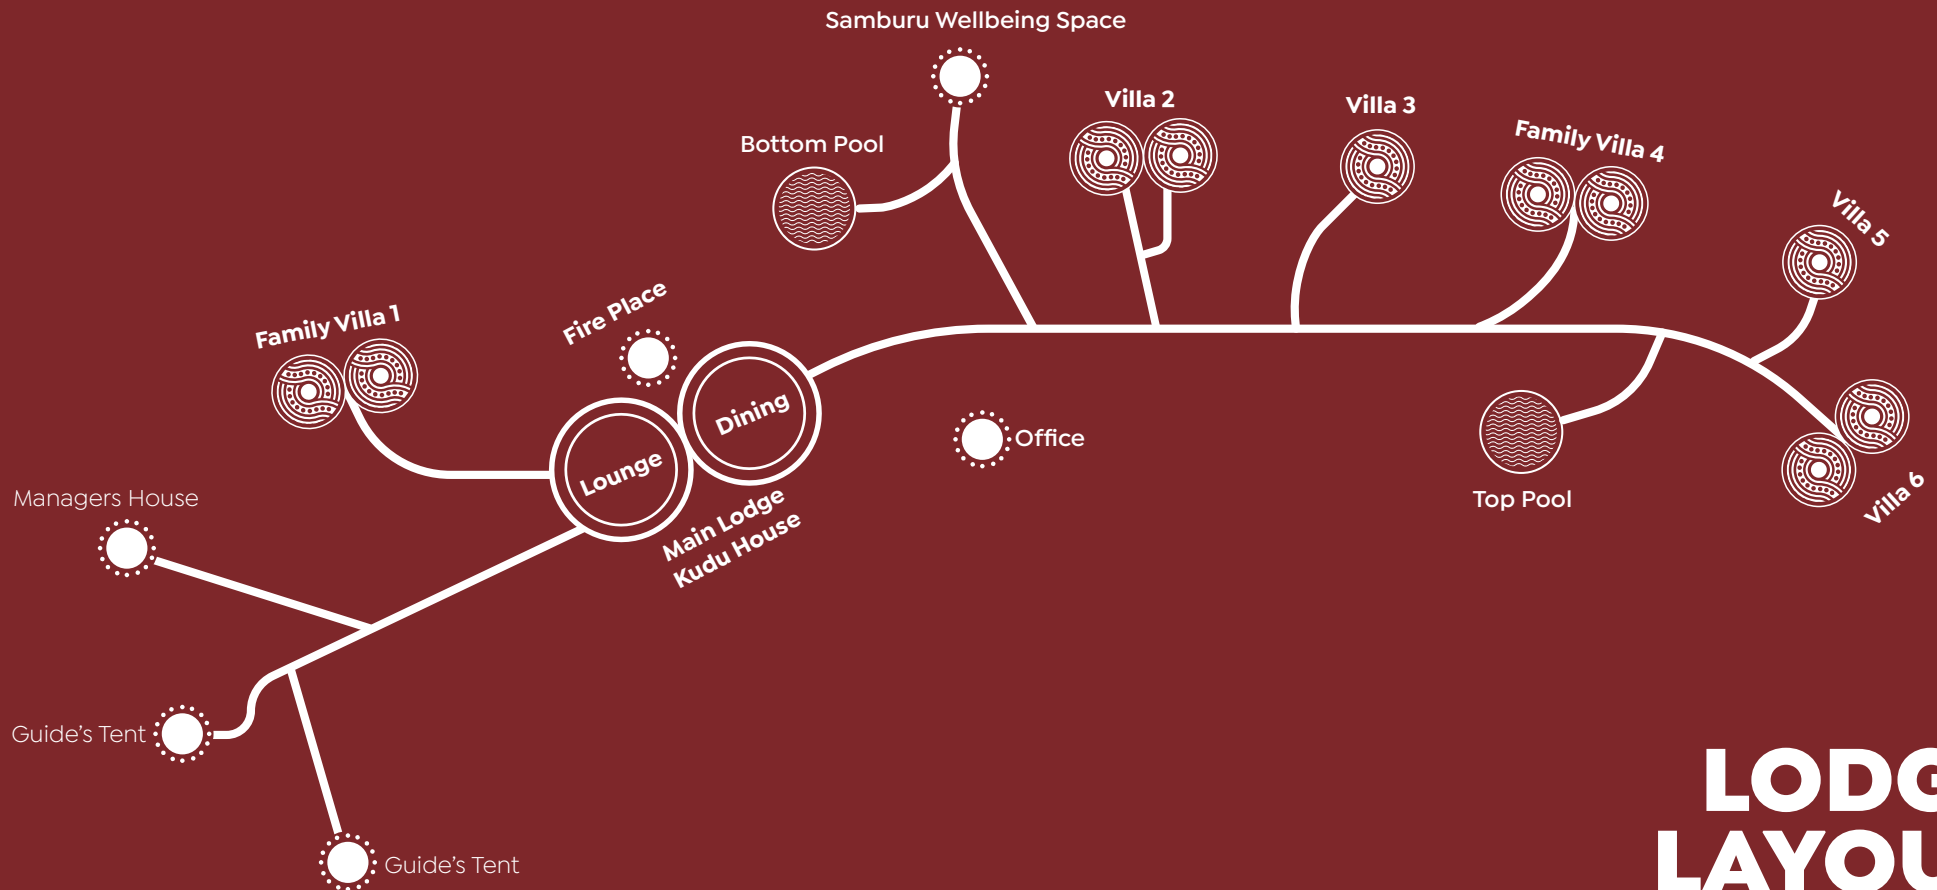 Samburu Wellbeing Space
Villa 2
Villa 3
Family Villa 4
Bottom Pool
Villa 5
Fire Place
Family Villa 1
Dining
Office
Lounge
Top Pool
Villa 6
Managers House
Main Lodge
Kudu House
Guide’s Tent
Guide’s Tent
LODG
LAYOU